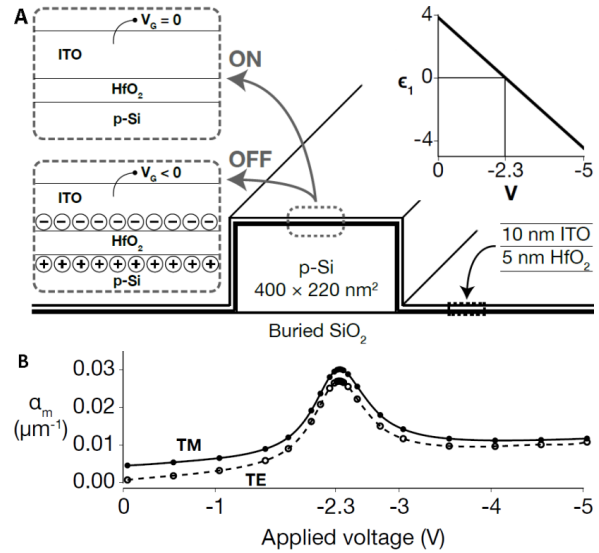 A
V_G = 0
ITO
HfO₂
p-Si
ON
V_G < 0
ITO
HfO₂
p-Si
OFF
4
ϵ₁ 0
-4
0 -2.3 -5
V
p-Si
400 × 220 nm²
10 nm ITO
5 nm HfO₂
Buried SiO₂
B
0.03
0.02
α_m
(μm⁻¹)
0.01
0.00
TM
TE
0 -1 -2.3 -3 -4 -5
Applied voltage (V)